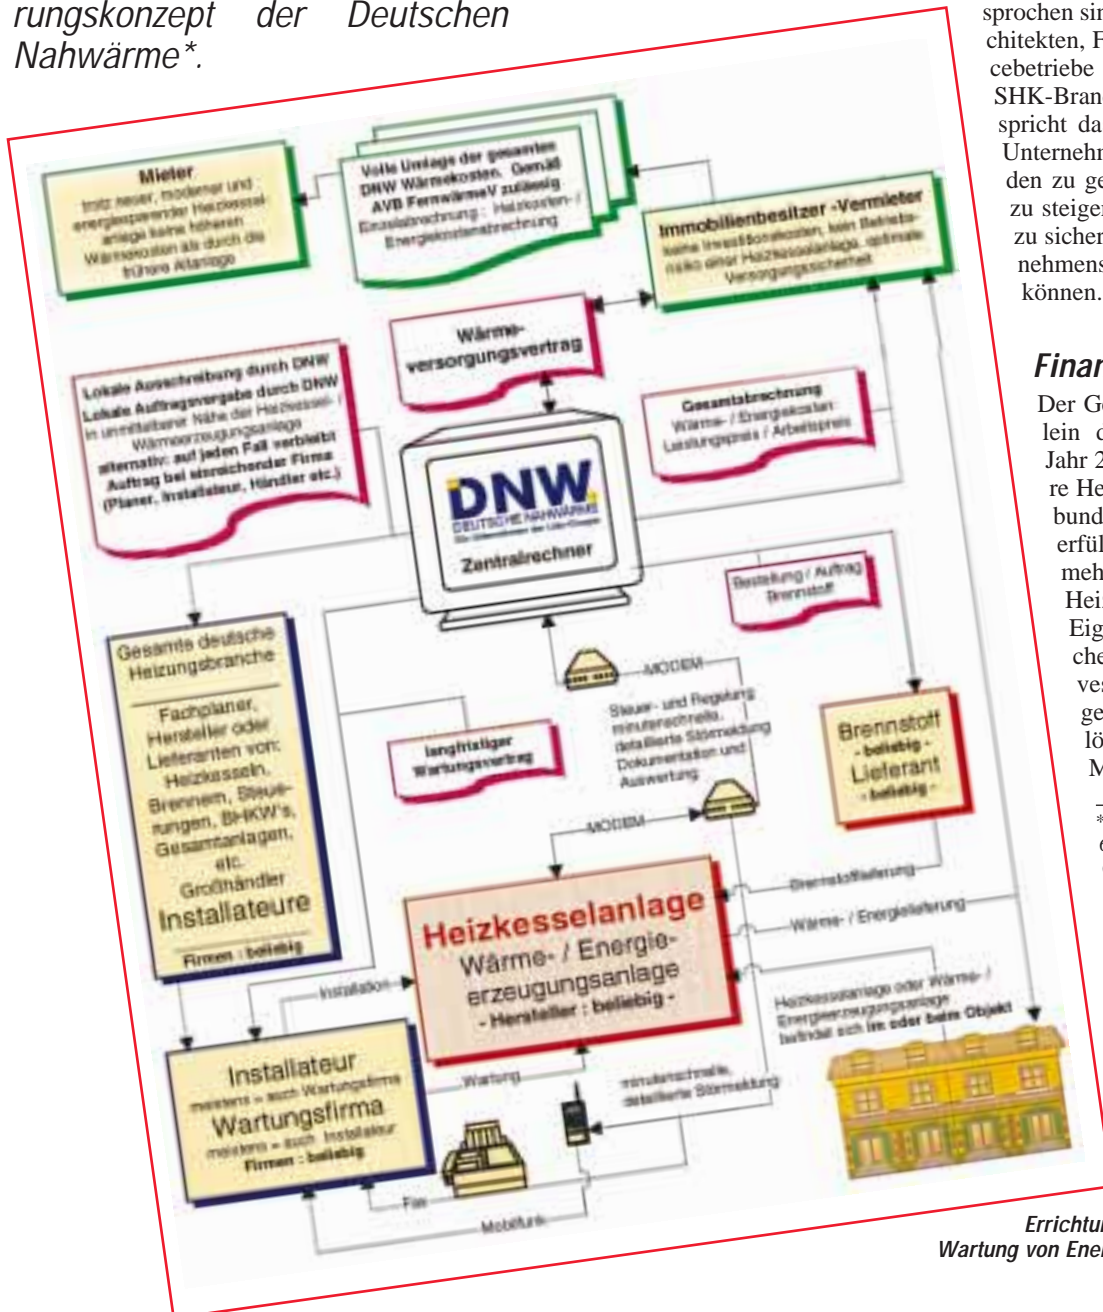 rungskonzept der Deutschen
Nahwärme*.
Mieter
trotz neuer, moderner und
energiesparender Heizkessel-
anlage keine höheren
Wärmekosten als durch die
frühere Altanlage
Volle Umlage der gesamten
DNW Wärmekosten. Gemäß
AVB FernwärmeV zulässig
Einzelabrechnung : Heizkosten- /
Energiekostenabrechnung
Immobilienbesitzer -Vermieter
keine Investitionskosten, kein Betriebs-
risiko einer Heizkesselanlage, optimale
Versorgungssicherheit
Wärme-
versorgungsvertrag
Lokale Ausschreibung durch DNW
Lokale Auftragsvergabe durch DNW
in unmittelbarer Nähe der Heizkessel- /
Wärmeerzeugungsanlage
alternativ: auf jeden Fall verbleibt
Auftrag bei einreichender Firma
(Planer, Installateur, Händler etc.)
Gesamtabrechnung
Wärme- / Energiekosten:
Leistungspreis / Arbeitspreis
DNW
DEUTSCHE NAHWÄRME
Zentralrechner
Bestellung / Auftrag
Brennstoff
Gesamte deutsche
Heizungsbranche
Fachplaner,
Hersteller oder
Lieferanten von:
Heizkesseln,
Brennern, Steue-
rungen, BHKW's,
Gesamtanlagen,
etc.
Großhändler
Installateure
Firmen : beliebig
MODEM
Steuer- und Regelung
minutenschnelle,
detaillierte Störmeldung
Dokumentation und
Auswertung
langfristiger
Wartungsvertrag
Brennstoff
- beliebig -
Lieferant
- beliebig -
MODEM
Brennstofflieferung
Wärme- / Energielieferung
Heizkesselanlage
Wärme- / Energie-
erzeugungsanlage
- Hersteller : beliebig -
Installation
Heizkesselanlage oder Wärme- /
Energieerzeugungsanlage
befindet sich im oder beim Objekt
Installateur
meistens = auch Wartungsfirma
Wartungsfirma
meistens = auch Installateur
Firmen : beliebig
Wartung
minutenschnelle,
detaillierte Störmeldung
Fax
Mobilfunk
Errichtu
Wartung von Ener
sprochen sin
chitekten, F
cebetriebe
SHK-Bran
spricht da
Unternehm
den zu ge
zu steiger
zu sicher
nehmens
können.
Finan
Der Ge
lein d
Jahr 2
re He
bund
erfül
meh
Heiz
Eig
che
ves
ge
lö
M
*